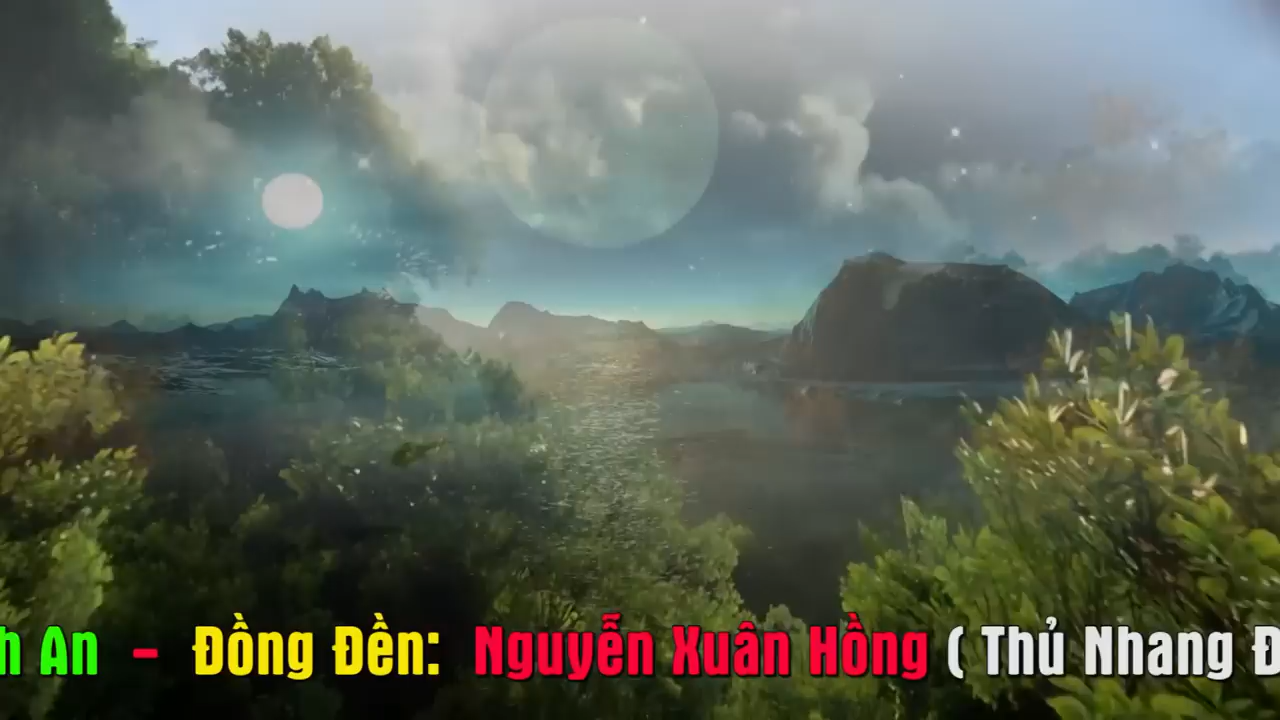 h An - Đồng Đền: Nguyễn Xuân Hồng ( Thủ Nhang Đ